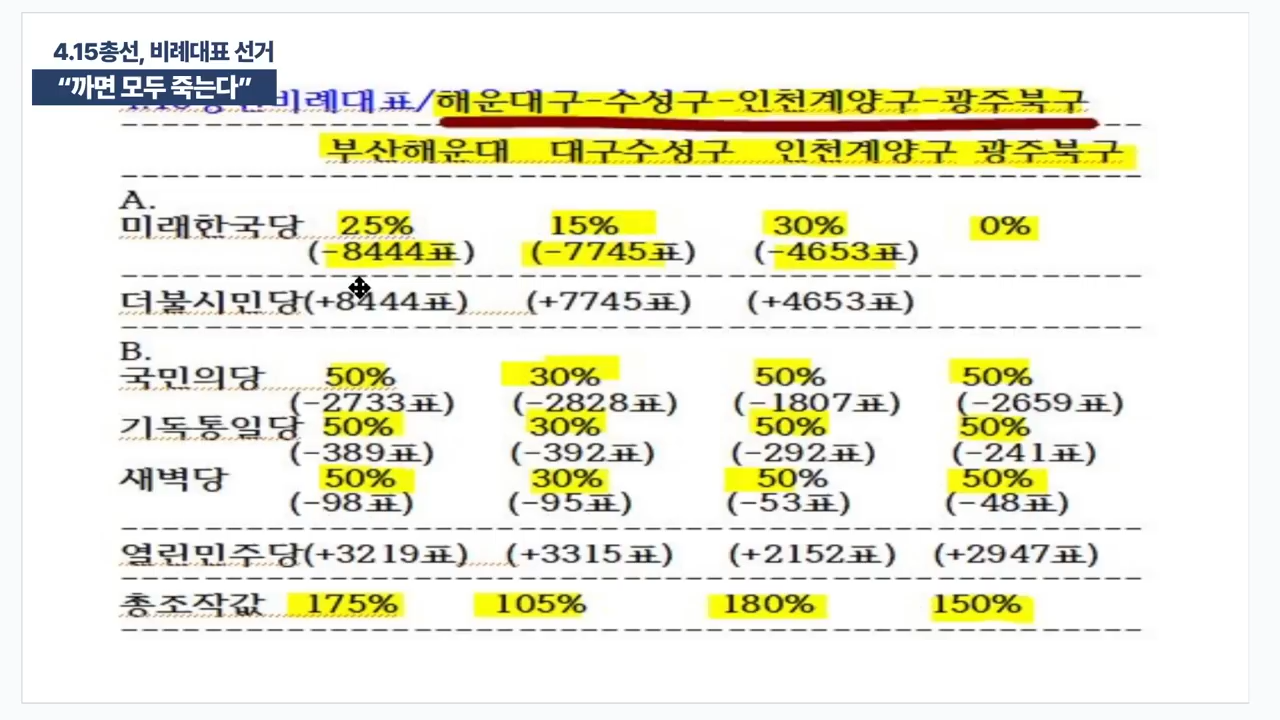 4.15총선, 비례대표 선거
“까면 모두 죽는다”
비례대표/해운대구-수성구-인천계양구-광주북구
부산해운대 대구수성구 인천계양구 광주북구
A.
미래한국당 25% 15% 30% 0%
(-8444표) (-7745표) (-4653표)
더불시민당(+8444표) (+7745표) (+4653표)
B.
국민의당 50% 30% 50% 50%
(-2733표) (-2828표) (-1807표) (-2659표)
기독통일당 50% 30% 50% 50%
(-389표) (-392표) (-292표) (-241표)
새벽당 50% 30% 50% 50%
(-98표) (-95표) (-53표) (-48표)
열린민주당(+3219표) (+3315표) (+2152표) (+2947표)
총조작값 175% 105% 180% 150%